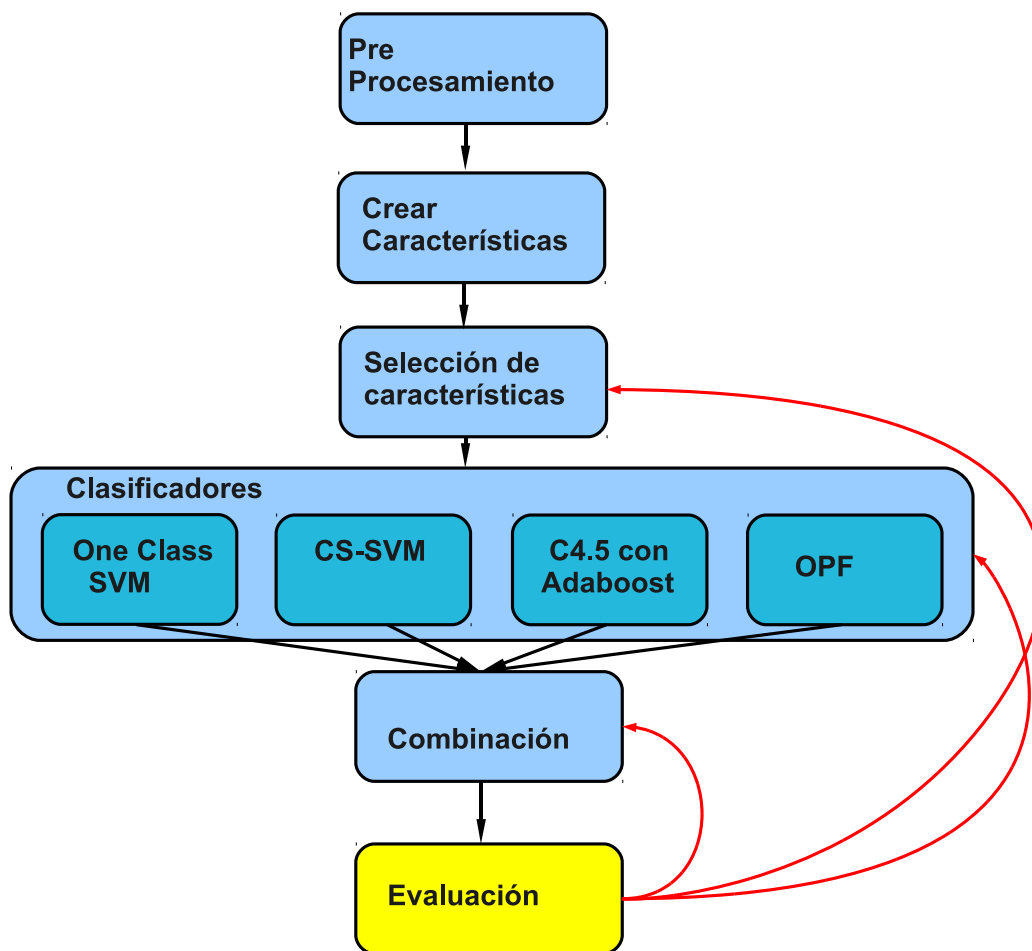 Pre
Procesamiento
Crear
Características
Selección de
características
Clasificadores
One Class
SVM
CS-SVM
C4.5 con
Adaboost
OPF
Combinación
Evaluación